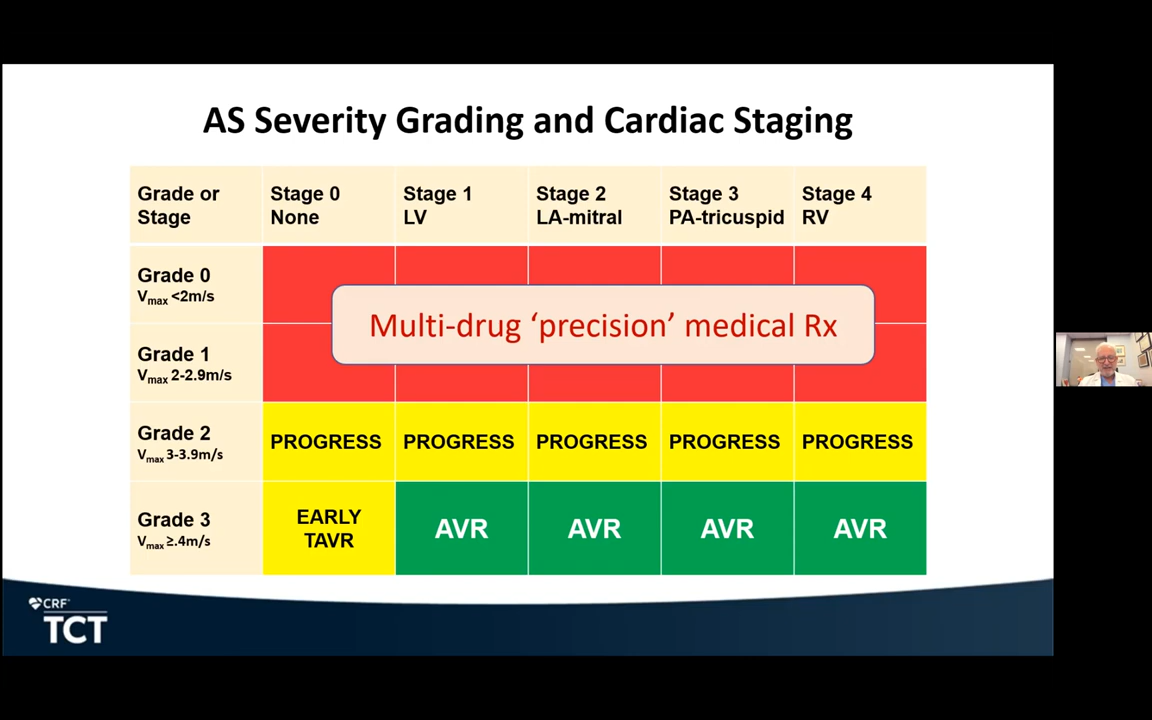 AS Severity Grading and Cardiac Staging
Grade or Stage
Stage 0 None
Stage 1 LV
Stage 2 LA-mitral
Stage 3 PA-tricuspid
Stage 4 RV
Grade 0
Vmax <2m/s
Multi-drug ‘precision’ medical Rx
Grade 1
Vmax 2-2.9m/s
Grade 2
Vmax 3-3.9m/s
PROGRESS
PROGRESS
PROGRESS
PROGRESS
PROGRESS
Grade 3
Vmax ≥.4m/s
EARLY
TAVR
AVR
AVR
AVR
AVR
CRF
TCT